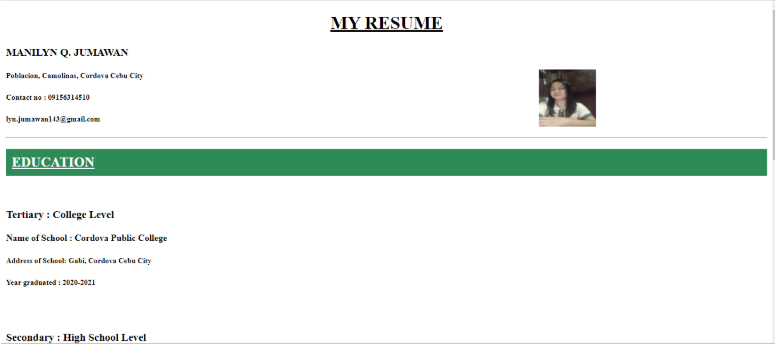 MY RESUME
MANILYN Q. JUMAWAN
Poblacion, Camolinas, Cordova Cebu City
Contact no : 09156314510
lyn.jumawan143@gmail.com
EDUCATION
Tertiary : College Level
Name of School : Cordova Public College
Address of School: Gabi, Cordova Cebu City
Year graduated : 2020-2021
Secondary : High School Level